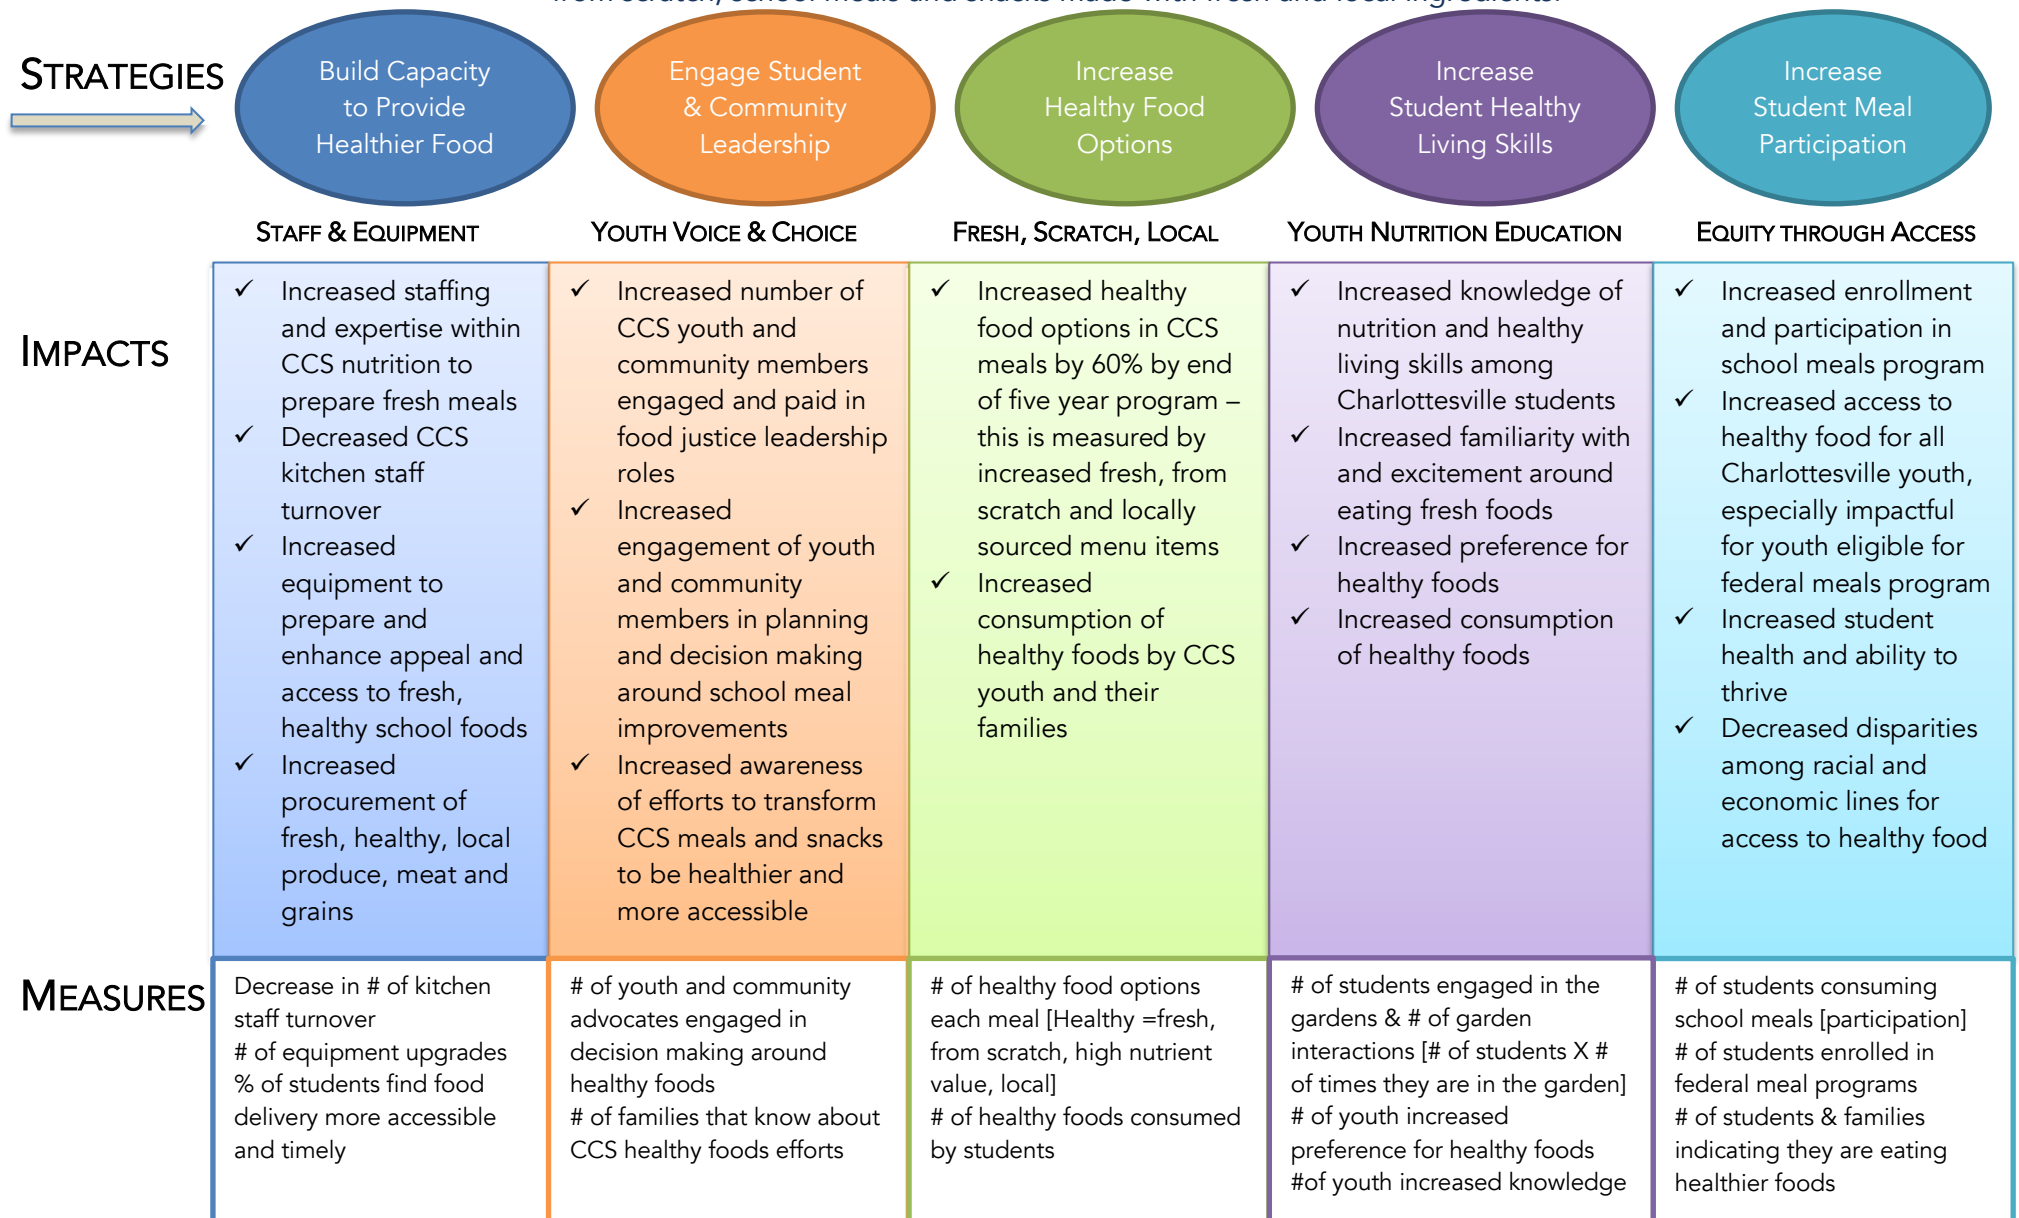 from scratch, school meals and snacks made with fresh and local ingredients.
STRATEGIES
Build Capacity
to Provide
Healthier Food
Engage Student
& Community
Leadership
Increase
Healthy Food
Options
Increase
Student Healthy
Living Skills
Increase
Student Meal
Participation
STAFF & EQUIPMENT
YOUTH VOICE & CHOICE
FRESH, SCRATCH, LOCAL
YOUTH NUTRITION EDUCATION
EQUITY THROUGH ACCESS
IMPACTS
✓ Increased staffing
and expertise within
CCS nutrition to
prepare fresh meals
✓ Decreased CCS
kitchen staff
turnover
✓ Increased
equipment to
prepare and
enhance appeal and
access to fresh,
healthy school foods
✓ Increased
procurement of
fresh, healthy, local
produce, meat and
grains
✓ Increased number of
CCS youth and
community members
engaged and paid in
food justice leadership
roles
✓ Increased
engagement of youth
and community
members in planning
and decision making
around school meal
improvements
✓ Increased awareness
of efforts to transform
CCS meals and snacks
to be healthier and
more accessible
✓ Increased healthy
food options in CCS
meals by 60% by end
of five year program –
this is measured by
increased fresh, from
scratch and locally
sourced menu items
✓ Increased
consumption of
healthy foods by CCS
youth and their
families
✓ Increased knowledge of
nutrition and healthy
living skills among
Charlottesville students
✓ Increased familiarity with
and excitement around
eating fresh foods
✓ Increased preference for
healthy foods
✓ Increased consumption
of healthy foods
✓ Increased enrollment
and participation in
school meals program
✓ Increased access to
healthy food for all
Charlottesville youth,
especially impactful
for youth eligible for
federal meals program
✓ Increased student
health and ability to
thrive
✓ Decreased disparities
among racial and
economic lines for
access to healthy food
MEASURES
Decrease in # of kitchen
staff turnover
# of equipment upgrades
% of students find food
delivery more accessible
and timely
# of youth and community
advocates engaged in
decision making around
healthy foods
# of families that know about
CCS healthy foods efforts
# of healthy food options
each meal [Healthy =fresh,
from scratch, high nutrient
value, local]
# of healthy foods consumed
by students
# of students engaged in the
gardens & # of garden
interactions [# of students X #
of times they are in the garden]
# of youth increased
preference for healthy foods
#of youth increased knowledge
# of students consuming
school meals [participation]
# of students enrolled in
federal meal programs
# of students & families
indicating they are eating
healthier foods